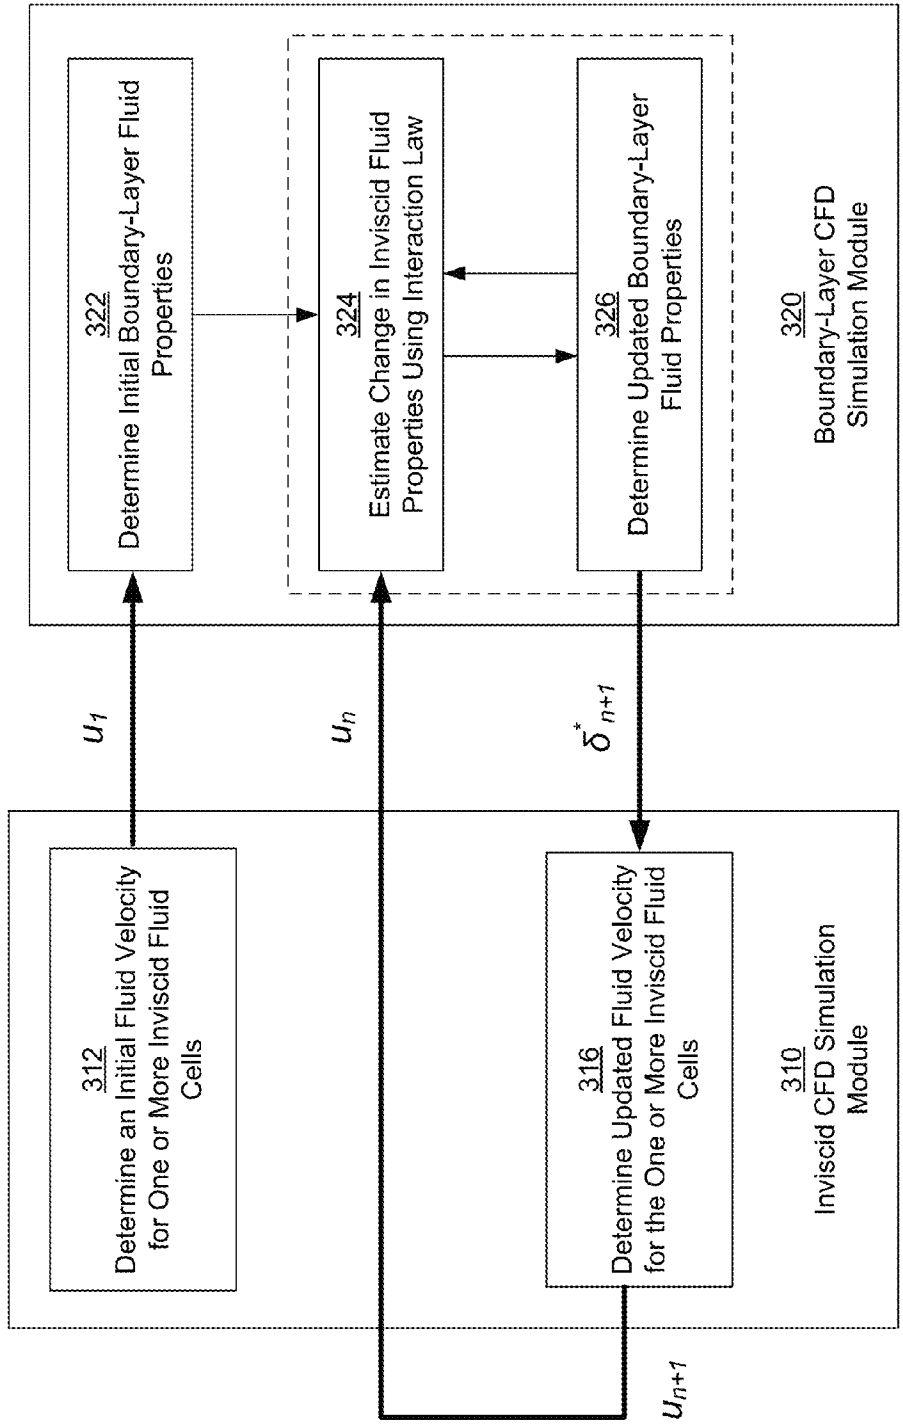 312
Determine an Initial Fluid Velocity
for One or More Inviscid Fluid
Cells
u1
322
Determine Initial Boundary-Layer Fluid
Properties
un
324
Estimate Change in Inviscid Fluid
Properties Using Interaction Law
316
Determine Updated Fluid Velocity
for the One or More Inviscid Fluid
Cells
δ*n+1
326
Determine Updated Boundary-Layer
Fluid Properties
un+1
310
Inviscid CFD Simulation
Module
320
Boundary-Layer CFD
Simulation Module